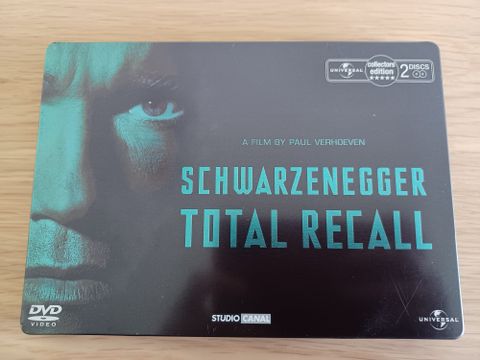 UNIVERSAL
collectors
edition
★★★★★
2 DISCS
A FILM BY PAUL VERHOEVEN
SCHWARZENEGGER
TOTAL RECALL
DVD
VIDEO
STUDIO CANAL
UNIVERSAL